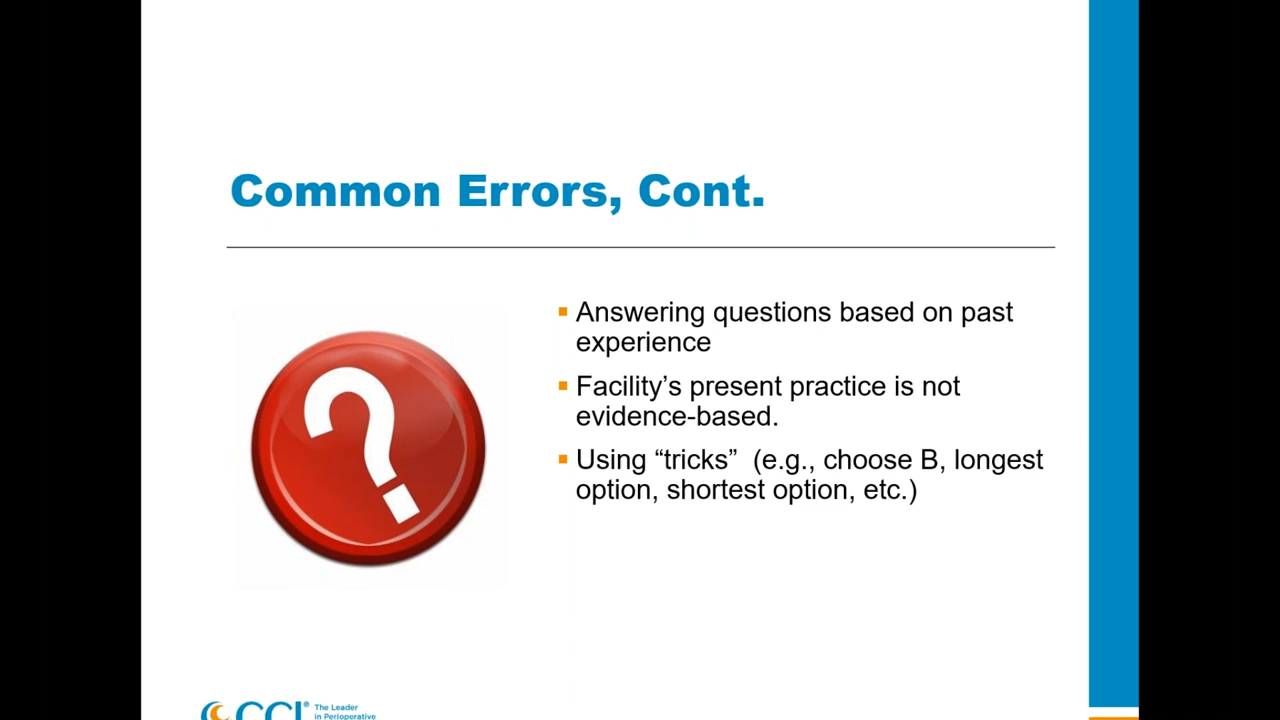 Common Errors, Cont.
Answering questions based on past
experience
Facility’s present practice is not
evidence-based.
Using “tricks”  (e.g., choose B, longest
option, shortest option, etc.)
CCI®
The Leader
in Perioperative